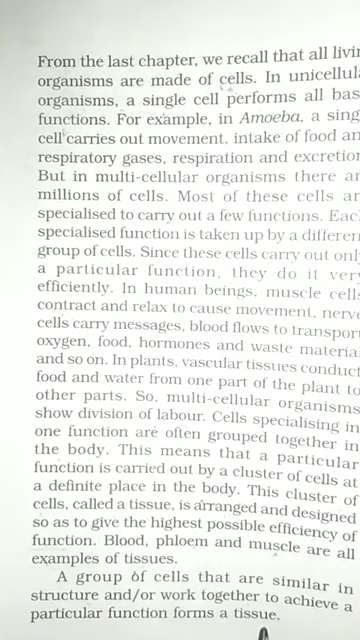 From the last chapter, we recall that all livin
organisms are made of cells. In unicellula
organisms, a single cell performs all bas
functions. For example, in Amoeba, a sing
cell carries out movement, intake of food an
respiratory gases, respiration and excretion
But in multi-cellular organisms there ar
millions of cells. Most of these cells ar
specialised to carry out a few functions. Eac
specialised function is taken up by a differen
group of cells. Since these cells carry out only
a particular function, they do it very
efficiently. In human beings, muscle cells
contract and relax to cause movement, nerve
cells carry messages, blood flows to transport
oxygen, food, hormones and waste material
and so on. In plants, vascular tissues conduct
food and water from one part of the plant to
other parts. So, multi-cellular organisms
show division of labour. Cells specialising in
one function are often grouped together in
the body. This means that a particular
function is carried out by a cluster of cells at
a definite place in the body. This cluster of
cells, called a tissue, is arranged and designed
so as to give the highest possible efficiency of
function. Blood, phloem and muscle are all
examples of tissues.
A group of cells that are similar in
structure and/or work together to achieve a
particular function forms a tissue.